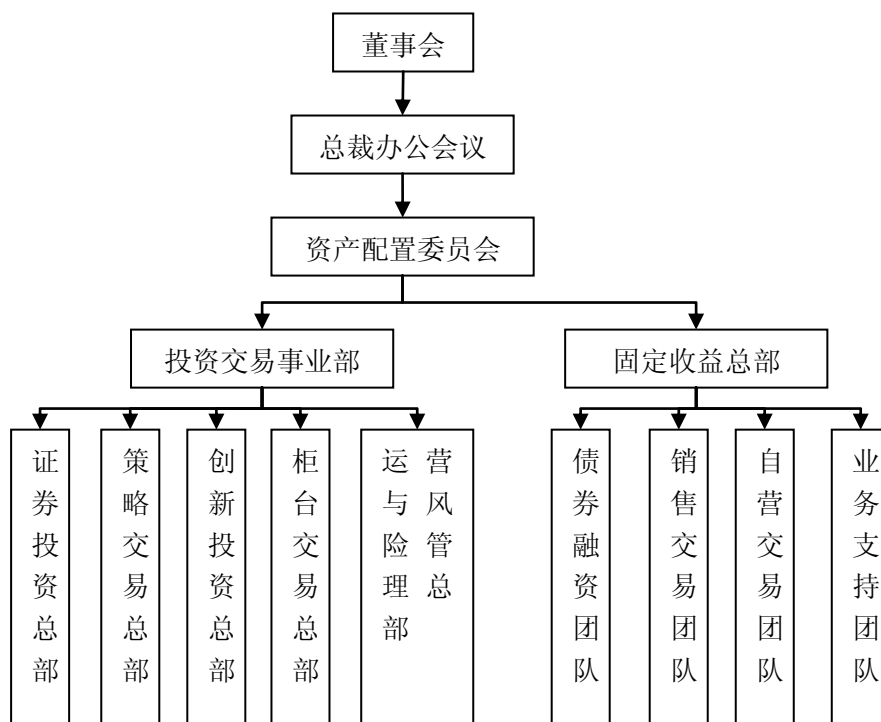 董事会
总裁办公会议
资产配置委员会
投资交易事业部
固定收益总部
证券投资总部
策略交易总部
创新投资总部
柜台交易总部
运营与风险管理总部
债券融资团队
销售交易团队
自营交易团队
业务支持团队